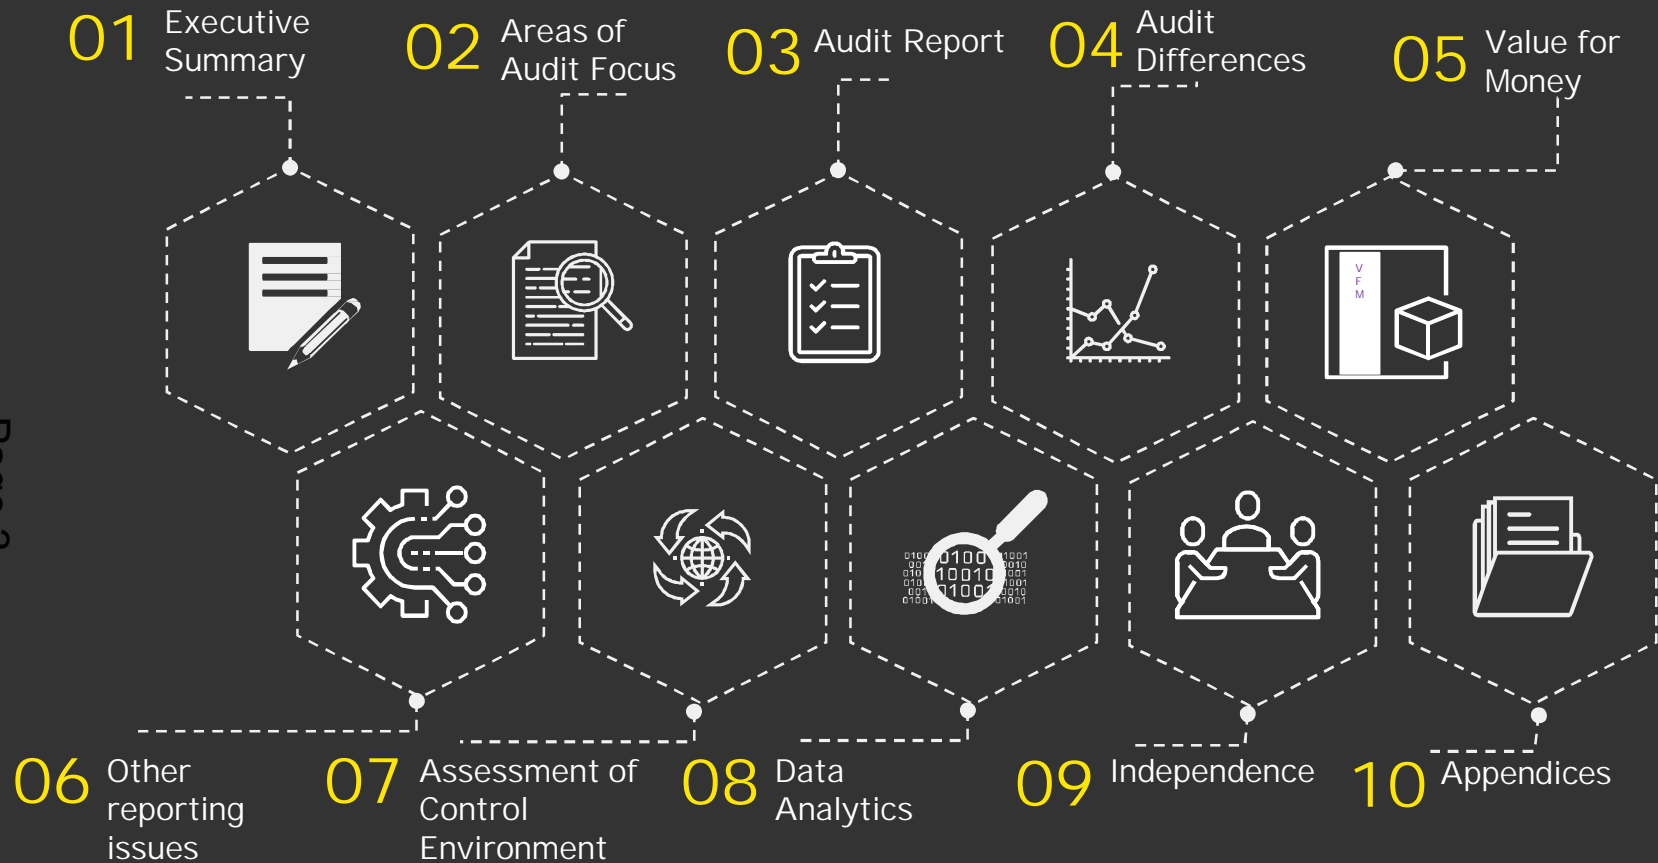 01 Executive
Summary
02 Areas of
Audit Focus
03 Audit Report
04 Audit
Differences
05 Value for
Money
V
F
M
06 Other
reporting
issues
07 Assessment of
Control
Environment
08 Data
Analytics
09 Independence
10 Appendices